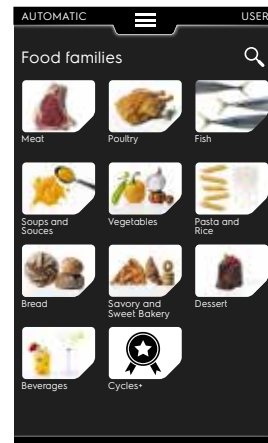 AUTOMATIC USER
Food families
Meat Poultry Fish
Soups and Souces Vegetables Pasta and Rice
Bread Savory and Sweet Bakery Dessert
Beverages Cycles+